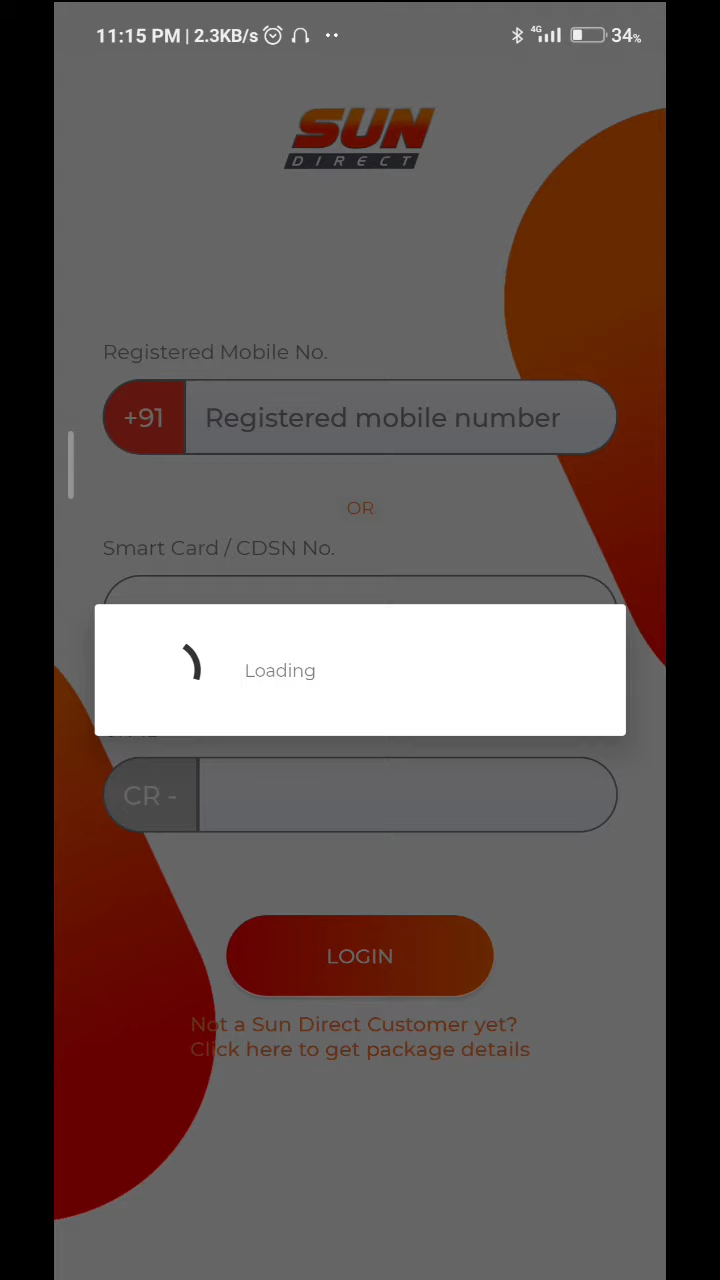 11:15 PM | 2.3KB/s
4G
34%
SUN
DIRECT
Registered Mobile No.
+91 Registered mobile number
OR
Smart Card / CDSN No.
Loading
CR -
LOGIN
Not a Sun Direct Customer yet?
Click here to get package details